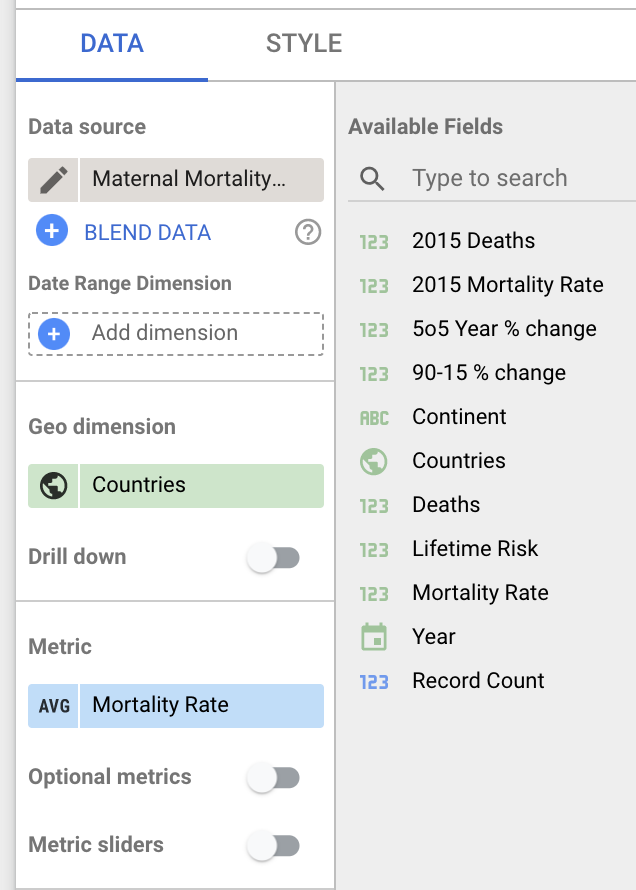 DATA
STYLE
Data source
Maternal Mortality...
BLEND DATA
?
Date Range Dimension
Add dimension
Geo dimension
Countries
Drill down
Metric
AVG Mortality Rate
Optional metrics
Metric sliders
Available Fields
Type to search
123 2015 Deaths
123 2015 Mortality Rate
123 5o5 Year % change
123 90-15 % change
ABC Continent
Countries
123 Deaths
123 Lifetime Risk
123 Mortality Rate
Year
123 Record Count